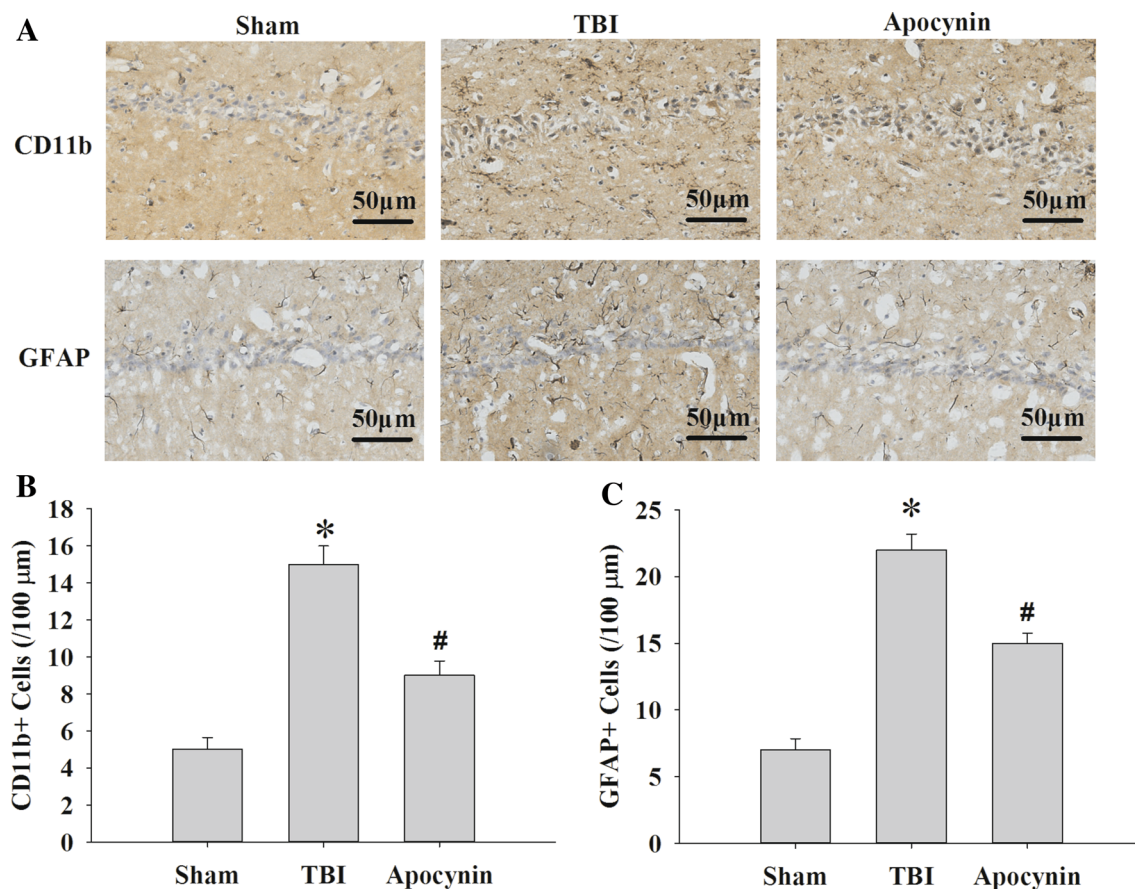 A
Sham TBI Apocynin
CD11b
50μm 50μm 50μm
GFAP
50μm 50μm 50μm
B
CD11b+ Cells (/100 μm)
18
16
14
12
10
8
6
4
2
0
*
#
Sham TBI Apocynin
C
GFAP+ Cells (/100 μm)
25
20
15
10
5
0
*
#
Sham TBI Apocynin